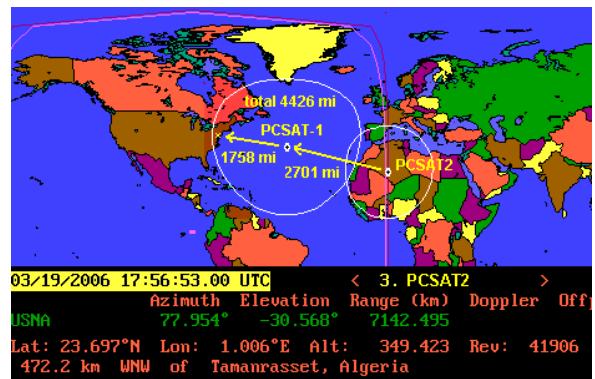 total 4426 mi
PCSAT-1
1758 mi
2701 mi
PCSAT2
03/19/2006 17:56:53.00 UTC < 3. PCSAT2 >
Azimuth Elevation Range (km) Doppler Offp
USNA 77.954° -30.568° 7142.495
Lat: 23.697°N Lon: 1.006°E Alt: 349.423 Rev: 41906
472.2 km WNW of Tamanrasset, Algeria